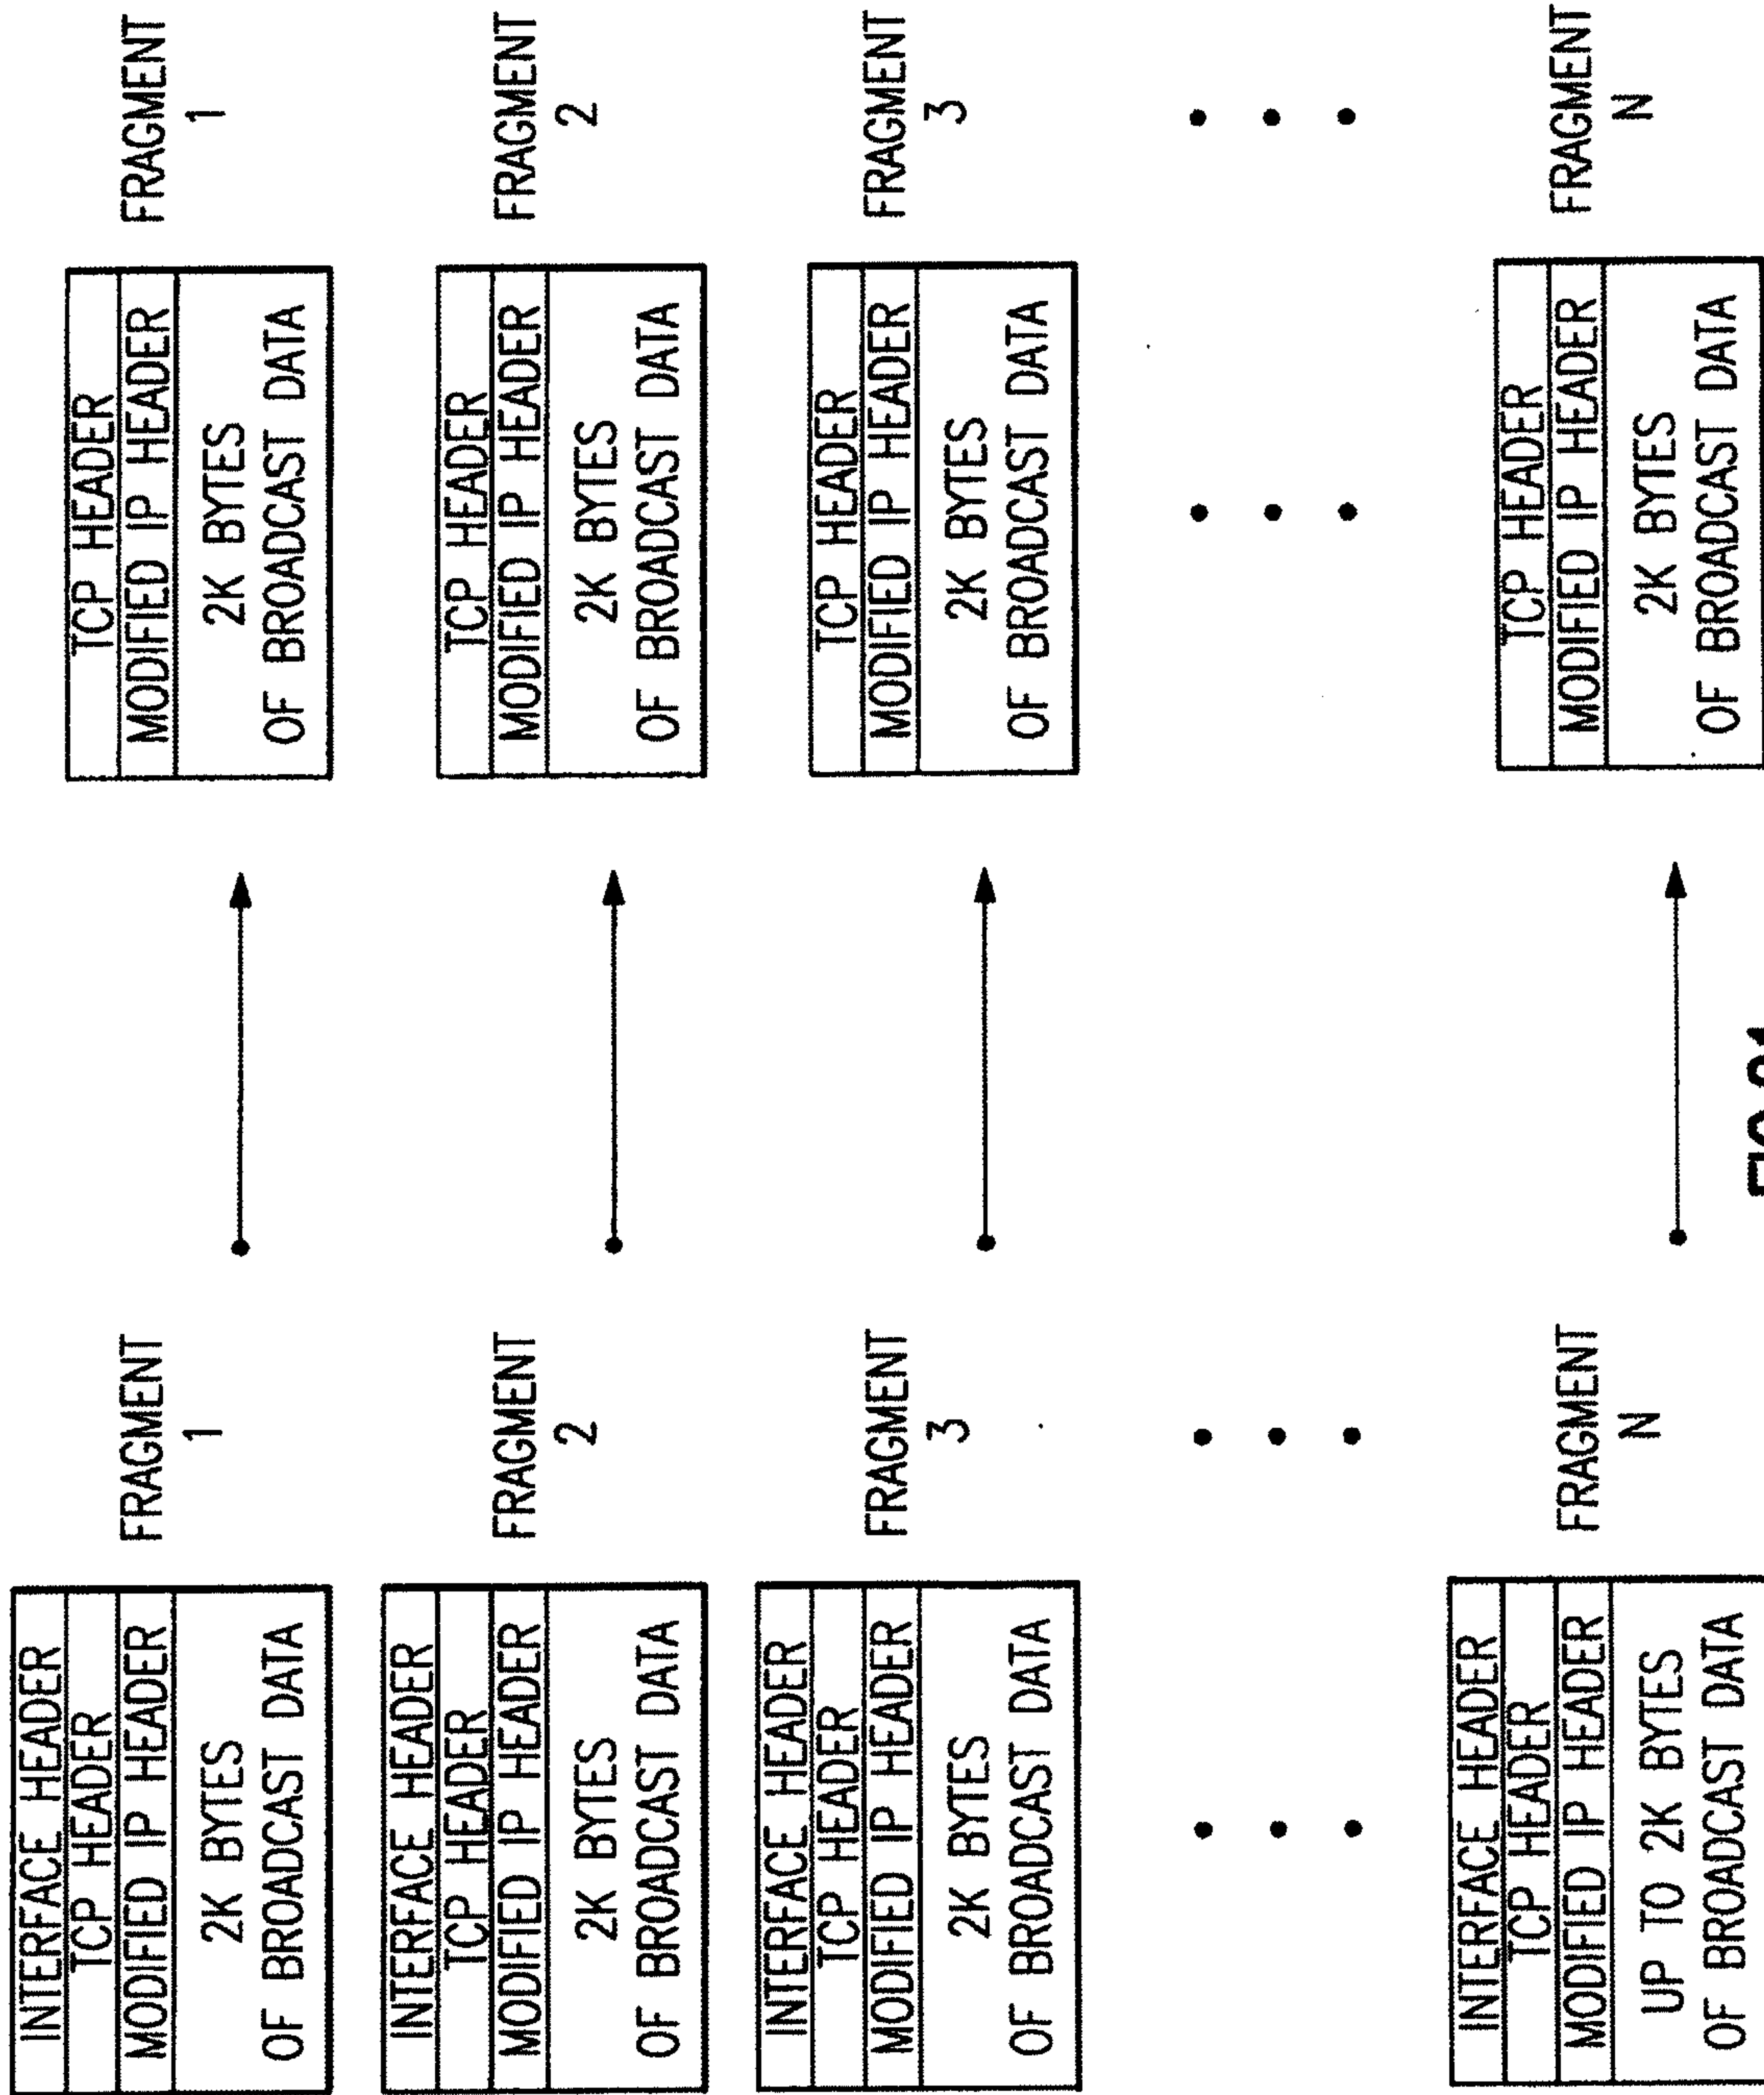 INTERFACE HEADER
TCP HEADER
MODIFIED IP HEADER
2K BYTES
OF BROADCAST DATA
FRAGMENT
1
TCP HEADER
MODIFIED IP HEADER
2K BYTES
OF BROADCAST DATA
FRAGMENT
1
INTERFACE HEADER
TCP HEADER
MODIFIED IP HEADER
2K BYTES
OF BROADCAST DATA
FRAGMENT
2
TCP HEADER
MODIFIED IP HEADER
2K BYTES
OF BROADCAST DATA
FRAGMENT
2
INTERFACE HEADER
TCP HEADER
MODIFIED IP HEADER
2K BYTES
OF BROADCAST DATA
FRAGMENT
3
TCP HEADER
MODIFIED IP HEADER
2K BYTES
OF BROADCAST DATA
FRAGMENT
3
INTERFACE HEADER
TCP HEADER
MODIFIED IP HEADER
UP TO 2K BYTES
OF BROADCAST DATA
FRAGMENT
N
TCP HEADER
MODIFIED IP HEADER
2K BYTES
OF BROADCAST DATA
FRAGMENT
N